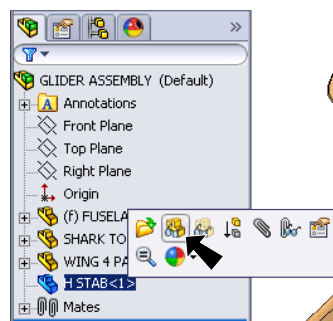 »
GLIDER ASSEMBLY (Default)
A Annotations
Front Plane
Top Plane
Right Plane
Origin
(f) FUSELA
SHARK TO
WING 4 PA
H STAB<1>
Mates